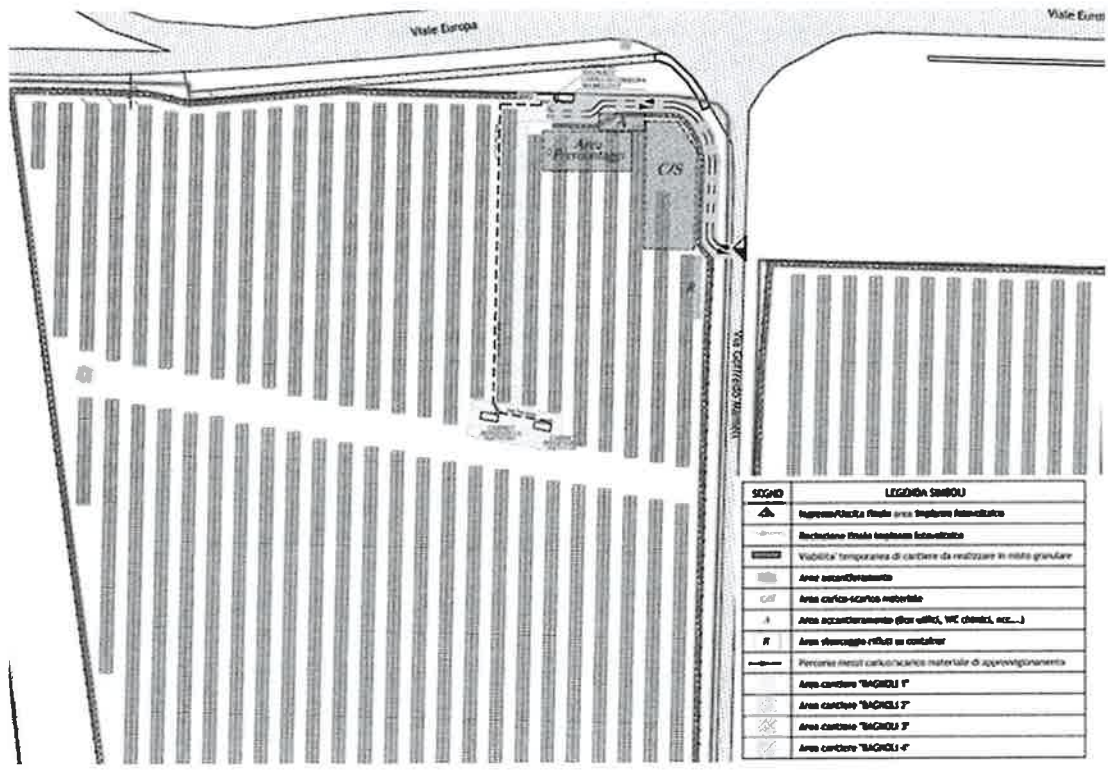 Viale Europa
Viale Euro
Area
Premontaggi
A
C/S
R
Via Goffredo
SEGNO
LEGENDA SIMBOLI
Ingresso/Uscita finale area impianto fotovoltaico
Recinzione finale impianto fotovoltaico
Viabilita' temporanea di cantiere da realizzare in misto granulare
Area accantieramento
C/S
Area carico-scarico materiale
A
Area accantieramento (Box uffici, WC chimici, ecc...)
R
Area stoccaggio rifiuti su container
Percorso mezzi carico/scarico materiale di approvvigionamento
Area cantiere "BAGNOLI 1"
Area cantiere "BAGNOLI 2"
Area cantiere "BAGNOLI 3"
Area cantiere "BAGNOLI 4"